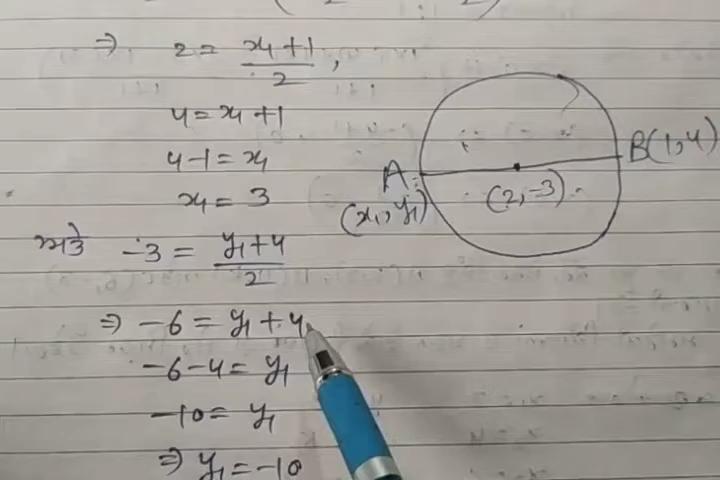 ⇒ 2 = x₁+1/2,
4 = x₁+1
4-1 = x₁
x₁ = 3
ਅਤੇ -3 = y₁+4/2
⇒ -6 = y₁+4
-6-4 = y₁
-10 = y₁
⇒ y₁ = -10
A
(x₁, y₁)
(2,-3)
B(1,4)